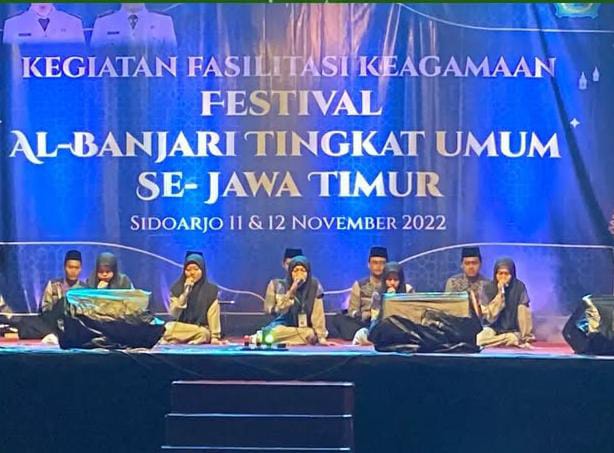 KEGIATAN FASILITASI KEAGAMAAN
FESTIVAL
AL-BANJARI TINGKAT UMUM
SE- JAWA TIMUR
SIDOARJO 11 & 12 NOVEMBER 2022